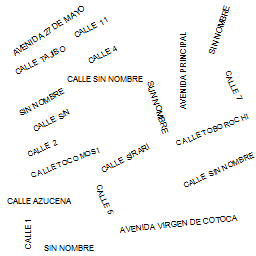 AVENIDA 27 DE MAYO
CALLE 11
SIN NOMBRE
CALLE TAJIBO
CALLE 4
AVENIDA PRINCIPAL
CALLE SIN NOMBRE
CALLE 7
SIN NOMBRE
SUN NOMBRE
CALLE SIN
CALLE TOBOROCHI
CALLE 2
CALLE TOCOMOSI
CALLE SIRARI
CALLE SIN NOMBRE
CALLE 5
CALLE AZUCENA
AVENIDA VIRGEN DE COTOCA
CALLE 1
SIN NOMBRE